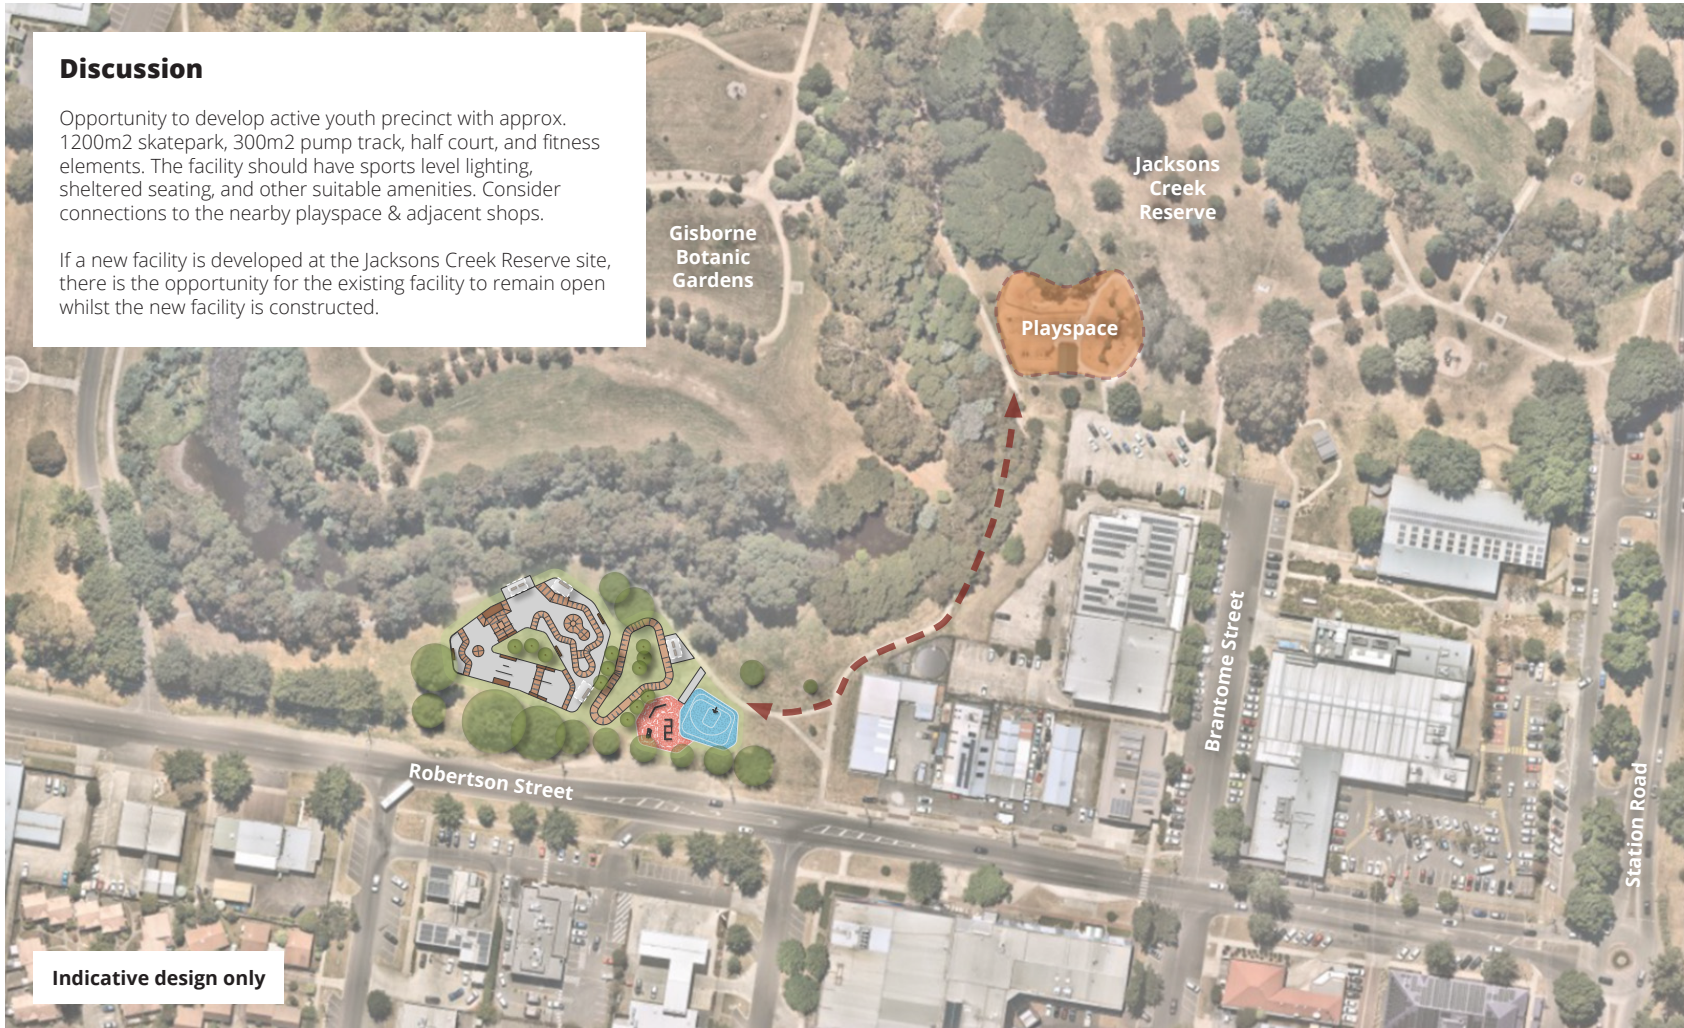 Discussion
Opportunity to develop active youth precinct with approx.
1200m2 skatepark, 300m2 pump track, half court, and fitness
elements. The facility should have sports level lighting,
sheltered seating, and other suitable amenities. Consider
connections to the nearby playspace & adjacent shops.
If a new facility is developed at the Jacksons Creek Reserve site,
there is the opportunity for the existing facility to remain open
whilst the new facility is constructed.
Gisborne
Botanic
Gardens
Jacksons
Creek
Reserve
Playspace
Brantome Street
Robertson Street
Station Road
Indicative design only